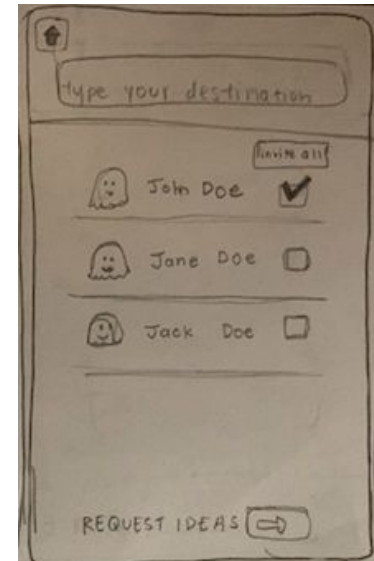 type your destination
invite all
John Doe
Jane Doe
Jack Doe
REQUEST IDEAS